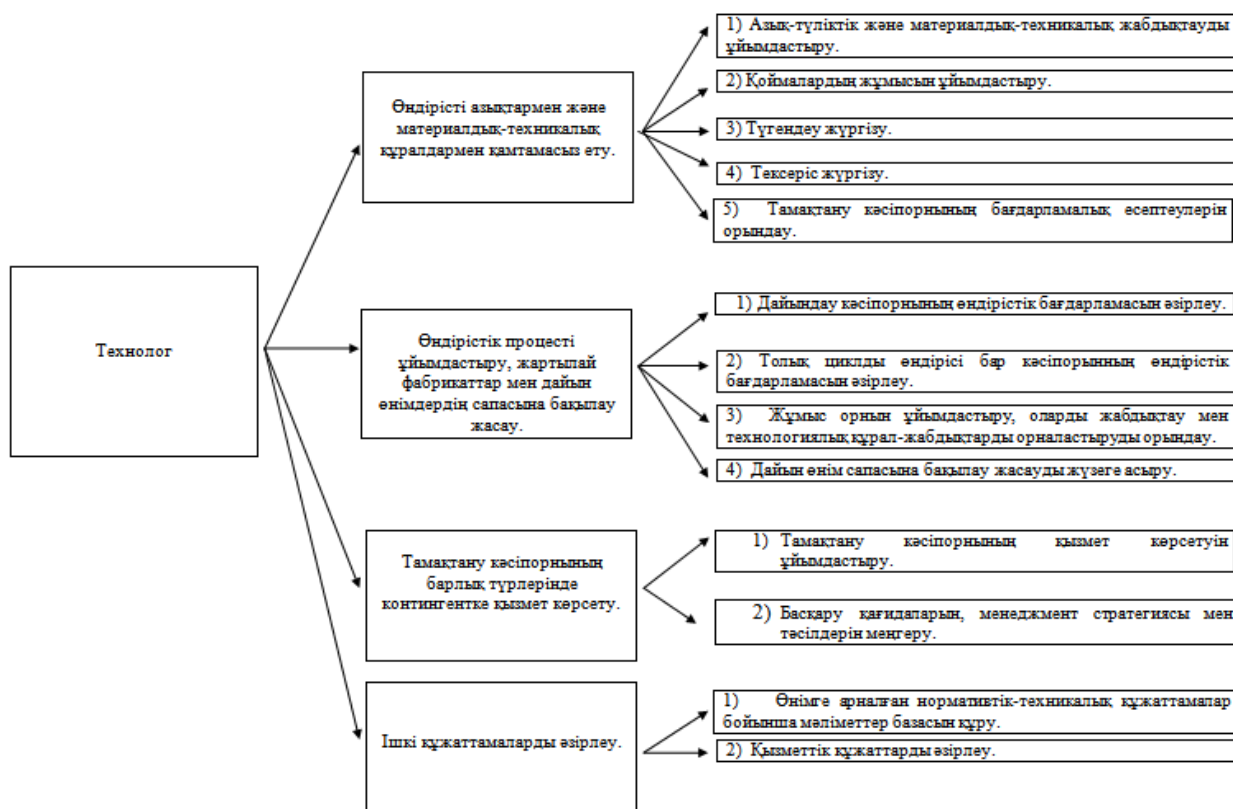 Технолог
Өндірісті азықтармен және
материалдық-техникалық
құралдармен қамтамасыз ету.
1) Азық-түліктік және материалдық-техникалық жабдықтауды
ұйымдастыру.
2) Қоймалардың жұмысын ұйымдастыру.
3) Түгендеу жүргізу.
4) Тексеріс жүргізу.
5) Тамақтану кәсіпорнының бағдарламалық есептеулерін
орындау.
Өндірістік процесті
ұйымдастыру, жартылай
фабрикаттар мен дайын
өнімдердің сапасына бақылау
жасау.
1) Дайындау кәсіпорнының өндірістік бағдарламасын әзірлеу.
2) Толық циклды өндірісі бар кәсіпорынның өндірістік
бағдарламасын әзірлеу.
3) Жұмыс орнын ұйымдастыру, оларды жабдықтау мен
технологиялық құрал-жабдықтарды орналастыруды орындау.
4) Дайын өнім сапасына бақылау жасауды жүзеге асыру.
Тамақтану кәсіпорнының
барлық түрлерінде
контингентке қызмет көрсету.
1) Тамақтану кәсіпорнының қызмет көрсетуін
ұйымдастыру.
2) Басқару қағидаларын, менеджмент стратегиясы мен
тәсілдерін меңгеру.
Ішкі құжаттамаларды әзірлеу.
1) Өнімге арналған нормативтік-техникалық құжаттамалар
бойынша мәліметтер базасын құру.
2) Қызметтік құжаттарды әзірлеу.